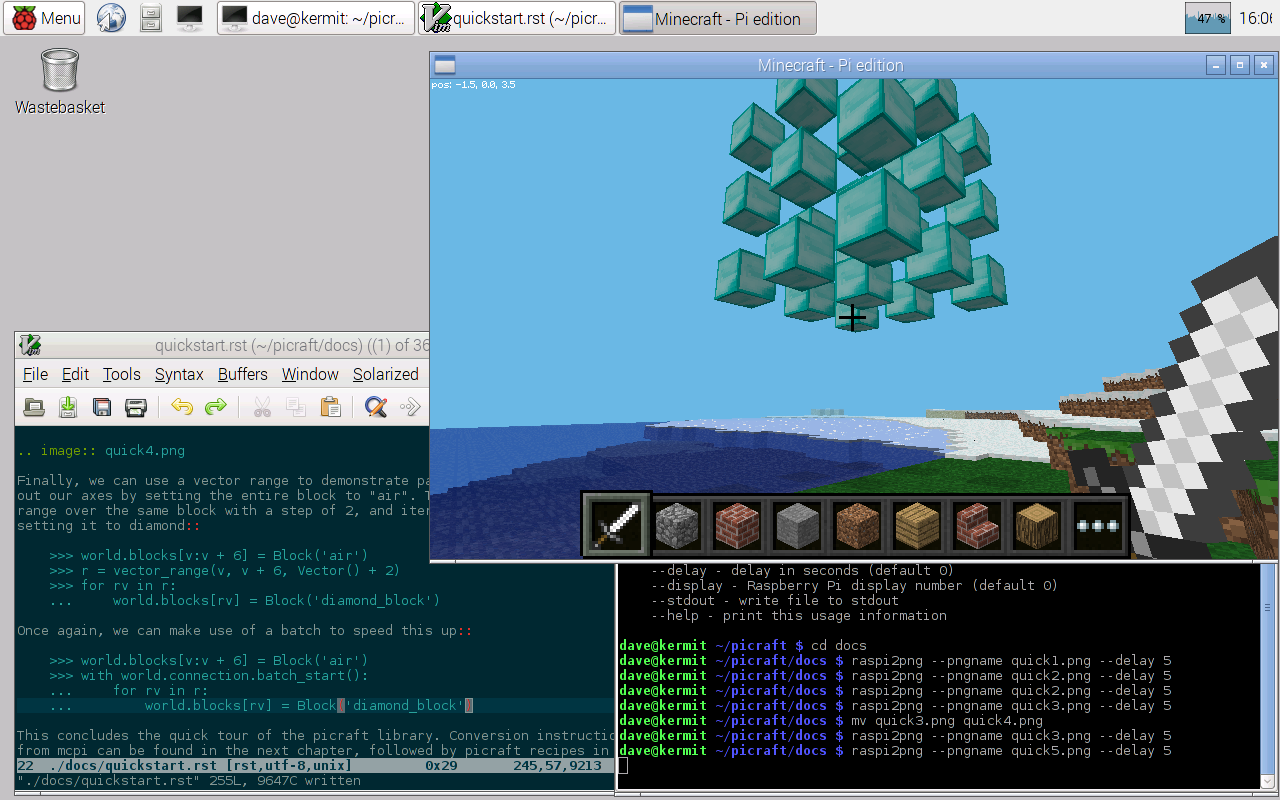 Menu
dave@kermit: ~/picr...
quickstart.rst (~/picr...
Minecraft - Pi edition
47 %
16:06
Wastebasket
Minecraft - Pi edition
pos: -1.5, 0.0, 3.5
quickstart.rst (~/picraft/docs) ((1) of 36
File Edit Tools Syntax Buffers Window Solarized
.. image:: quick4.png
Finally, we can use a vector range to demonstrate pa
out our axes by setting the entire block to "air". T
range over the same block with a step of 2, and iter
setting it to diamond::
>>> world.blocks[v:v + 6] = Block('air')
>>> r = vector_range(v, v + 6, Vector() + 2)
>>> for rv in r:
...     world.blocks[rv] = Block('diamond_block')
Once again, we can make use of a batch to speed this up::
>>> world.blocks[v:v + 6] = Block('air')
>>> with world.connection.batch_start():
...     for rv in r:
...         world.blocks[rv] = Block('diamond_block')
This concludes the quick tour of the picraft library. Conversion instructio
from mcpi can be found in the next chapter, followed by picraft recipes in
22  ./docs/quickstart.rst [rst,utf-8,unix]        0x29       245,57,9213
"./docs/quickstart.rst" 255L, 9647C written
--delay - delay in seconds (default 0)
--display - Raspberry Pi display number (default 0)
--stdout - write file to stdout
--help - print this usage information
dave@kermit ~/picraft $ cd docs
dave@kermit ~/picraft/docs $ raspi2png --pngname quick1.png --delay 5
dave@kermit ~/picraft/docs $ raspi2png --pngname quick2.png --delay 5
dave@kermit ~/picraft/docs $ raspi2png --pngname quick2.png --delay 5
dave@kermit ~/picraft/docs $ raspi2png --pngname quick3.png --delay 5
dave@kermit ~/picraft/docs $ mv quick3.png quick4.png
dave@kermit ~/picraft/docs $ raspi2png --pngname quick3.png --delay 5
dave@kermit ~/picraft/docs $ raspi2png --pngname quick5.png --delay 5